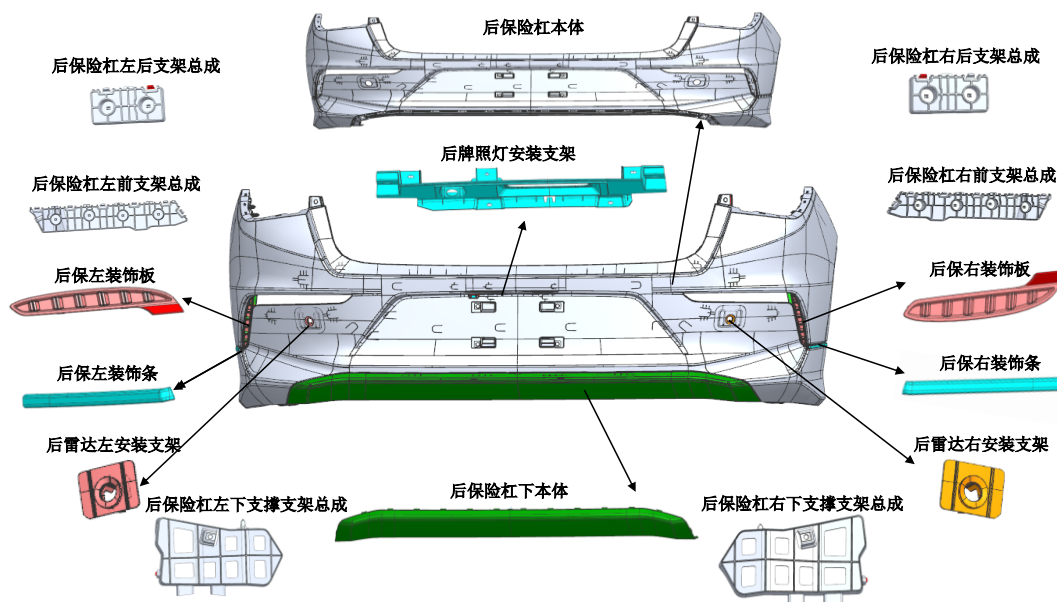 后保险杠本体
后保险杠左后支架总成
后保险杠右后支架总成
后牌照灯安装支架
后保险杠左前支架总成
后保险杠右前支架总成
后保左装饰板
后保右装饰板
后保左装饰条
后保右装饰条
后雷达左安装支架
后雷达右安装支架
后保险杠左下支撑支架总成
后保险杠下本体
后保险杠右下支撑支架总成